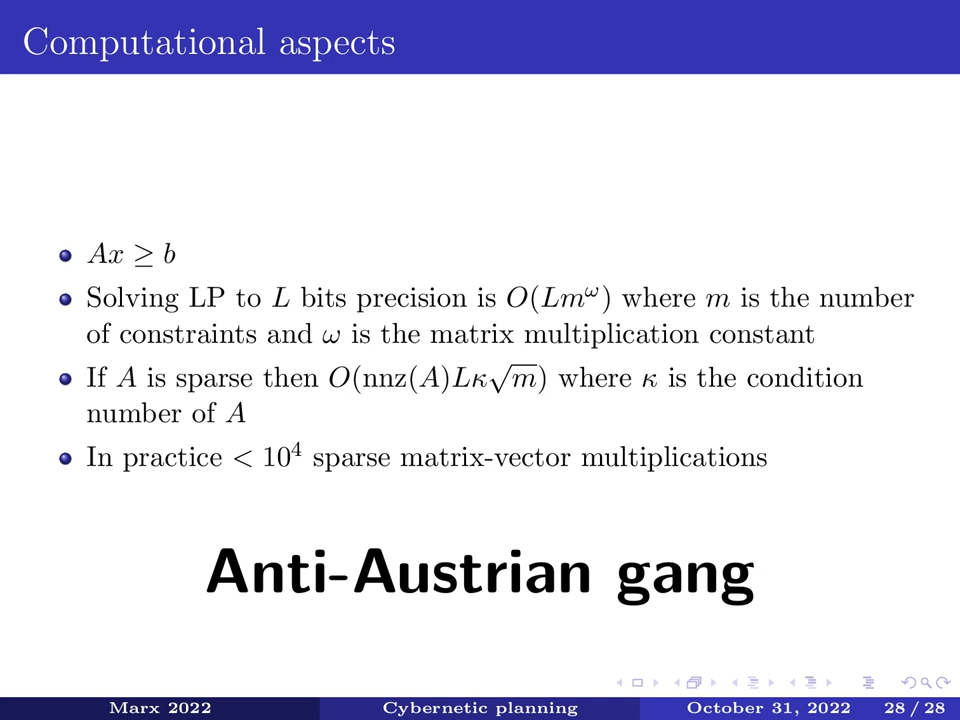 Computational aspects
Ax ≥ b
Solving LP to L bits precision is O(Lm^ω) where m is the number
of constraints and ω is the matrix multiplication constant
If A is sparse then O(nnz(A)Lκ√m) where κ is the condition
number of A
In practice < 10^4 sparse matrix-vector multiplications
Anti-Austrian gang
Marx 2022 Cybernetic planning October 31, 2022 28 / 28